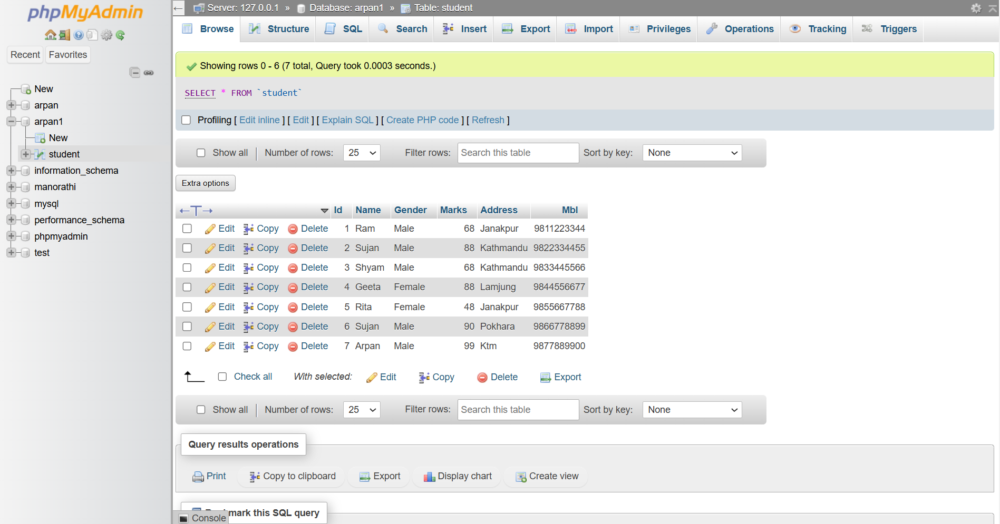 phpMyAdmin
Recent Favorites
New
arpan
arpan1
New
student
information_schema
manorathi
mysql
performance_schema
phpmyadmin
test
Server: 127.0.0.1 » Database: arpan1 » Table: student
Browse Structure SQL Search Insert Export Import Privileges Operations Tracking Triggers
Showing rows 0 - 6 (7 total, Query took 0.0003 seconds.)
SELECT * FROM `student`
Profiling [ Edit inline ] [ Edit ] [ Explain SQL ] [ Create PHP code ] [ Refresh ]
Show all Number of rows: 25 Filter rows: Search this table Sort by key: None
Extra options
←T→ Id Name Gender Marks Address Mbl
Edit Copy Delete 1 Ram Male 68 Janakpur 9811223344
Edit Copy Delete 2 Sujan Male 88 Kathmandu 9822334455
Edit Copy Delete 3 Shyam Male 68 Kathmandu 9833445566
Edit Copy Delete 4 Geeta Female 88 Lamjung 9844556677
Edit Copy Delete 5 Rita Female 48 Janakpur 9855667788
Edit Copy Delete 6 Sujan Male 90 Pokhara 9866778899
Edit Copy Delete 7 Arpan Male 99 Ktm 9877889900
Check all With selected: Edit Copy Delete Export
Show all Number of rows: 25 Filter rows: Search this table Sort by key: None
Query results operations
Print Copy to clipboard Export Display chart Create view
mark this SQL query
Console